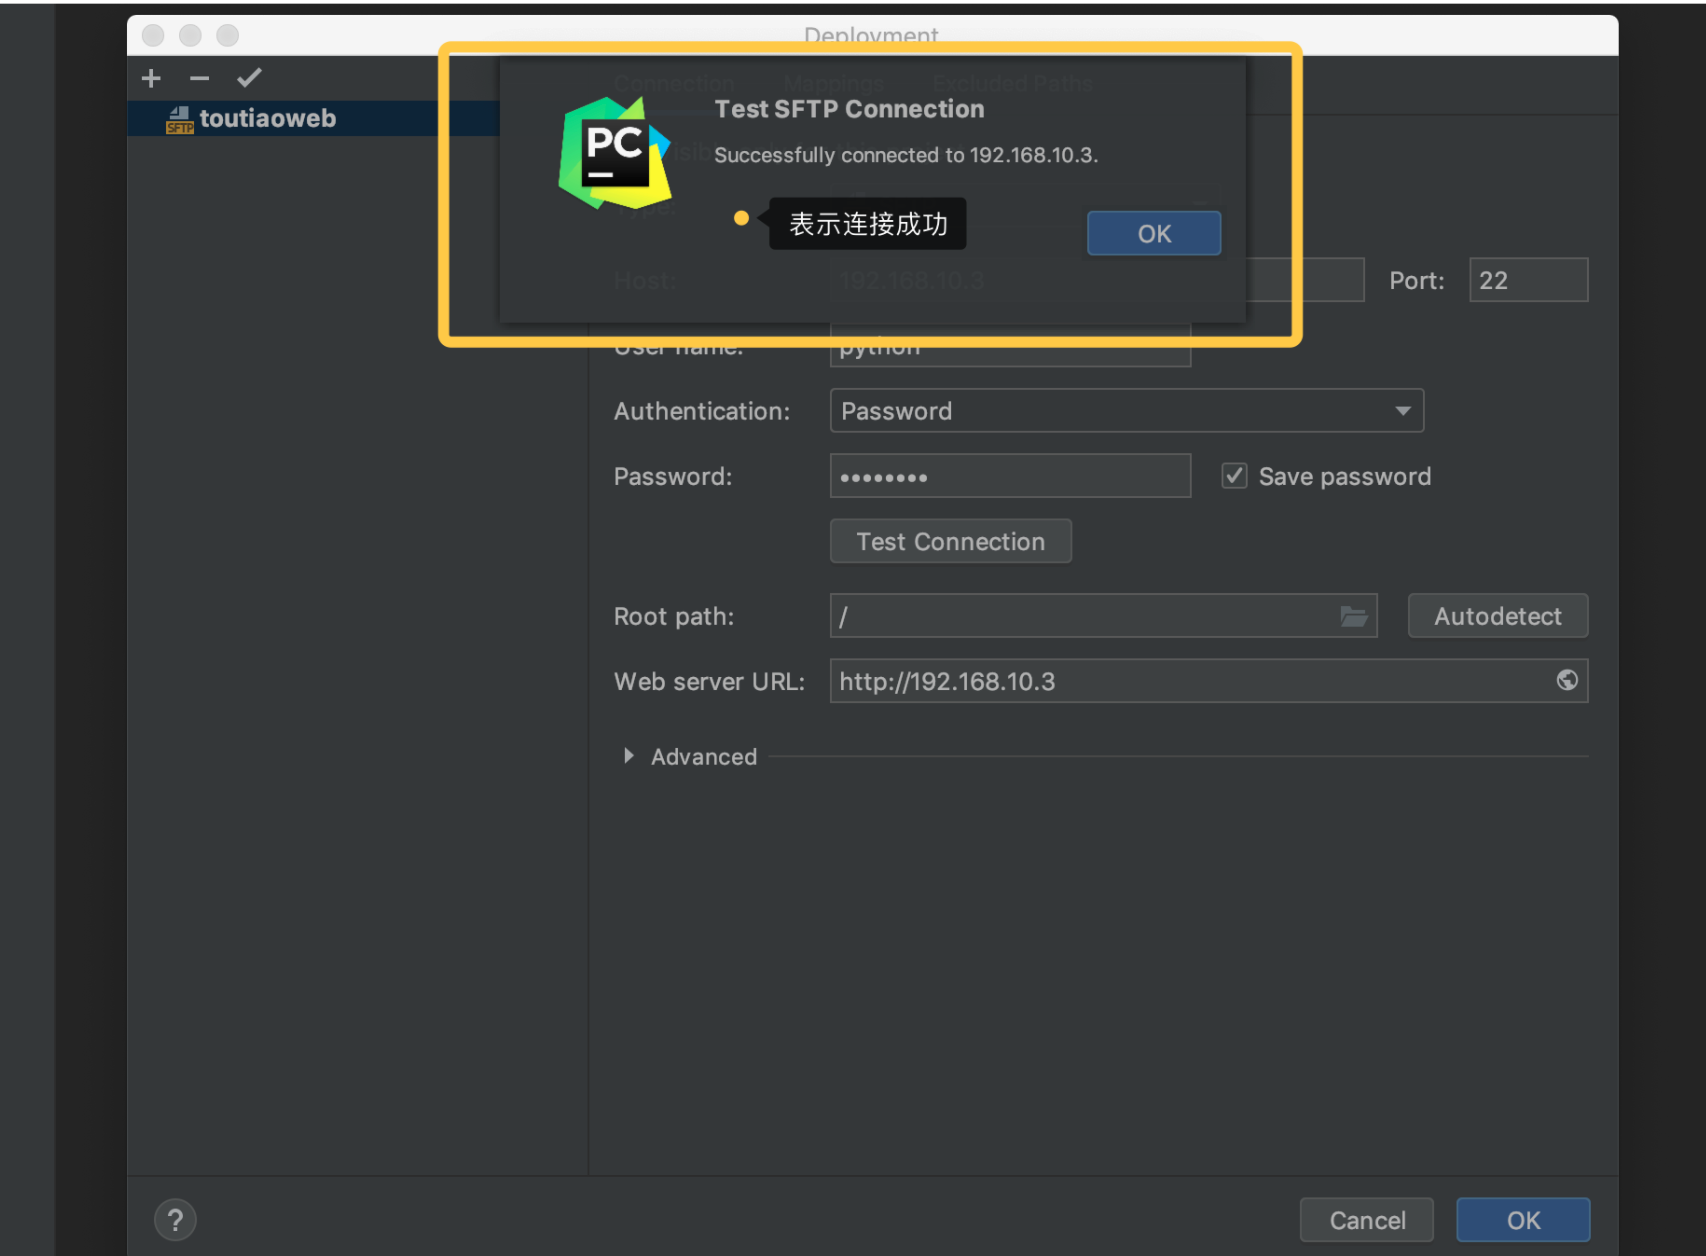 Deployment
Connection Mappings Excluded Paths
toutiaoweb
SFTP
PC
Test SFTP Connection
Successfully connected to 192.168.10.3.
Type:
表示连接成功
OK
Host: 192.168.10.3 Port: 22
User name: python
Authentication: Password
Password: •••••••• Save password
Test Connection
Root path: / Autodetect
Web server URL: http://192.168.10.3
Advanced
? Cancel OK